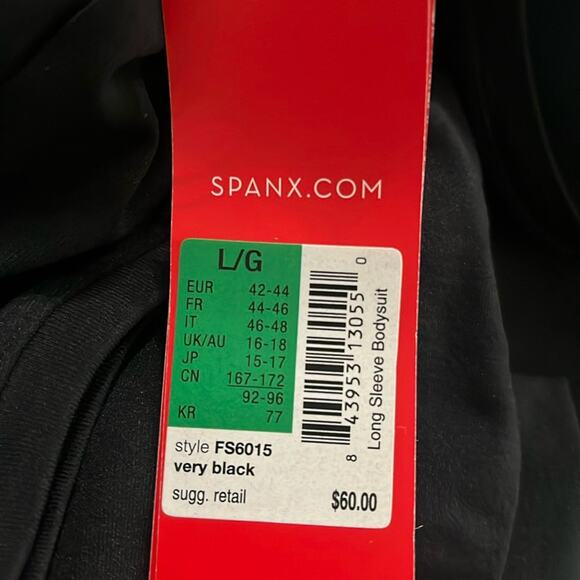 SPANX.COM
L/G
EUR 42-44
FR 44-46
IT 46-48
UK/AU 16-18
JP 15-17
CN 167-172
92-96
KR 77
style FS6015
very black
sugg. retail $60.00
8 43953 13055 0
Long Sleeve Bodysuit